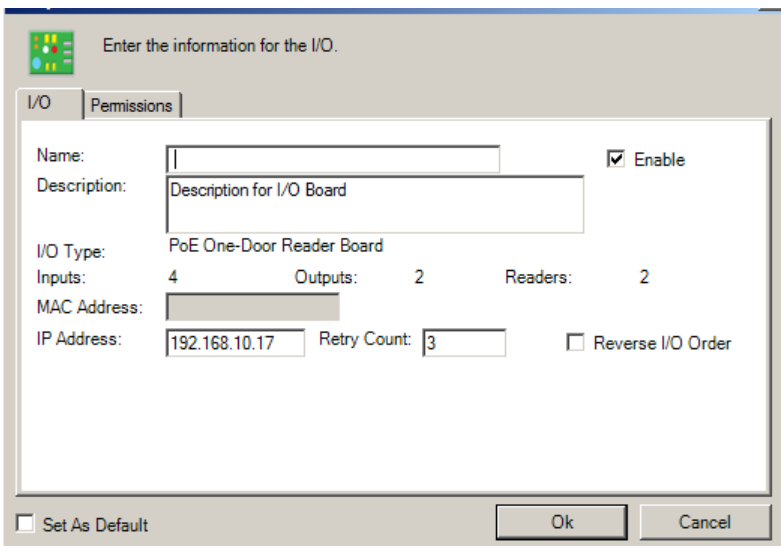 Enter the information for the I/O.
I/O Permissions
Name: Enable
Description: Description for I/O Board
I/O Type: PoE One-Door Reader Board
Inputs: 4 Outputs: 2 Readers: 2
MAC Address:
IP Address: 192.168.10.17 Retry Count: 3 Reverse I/O Order
Set As Default Ok Cancel